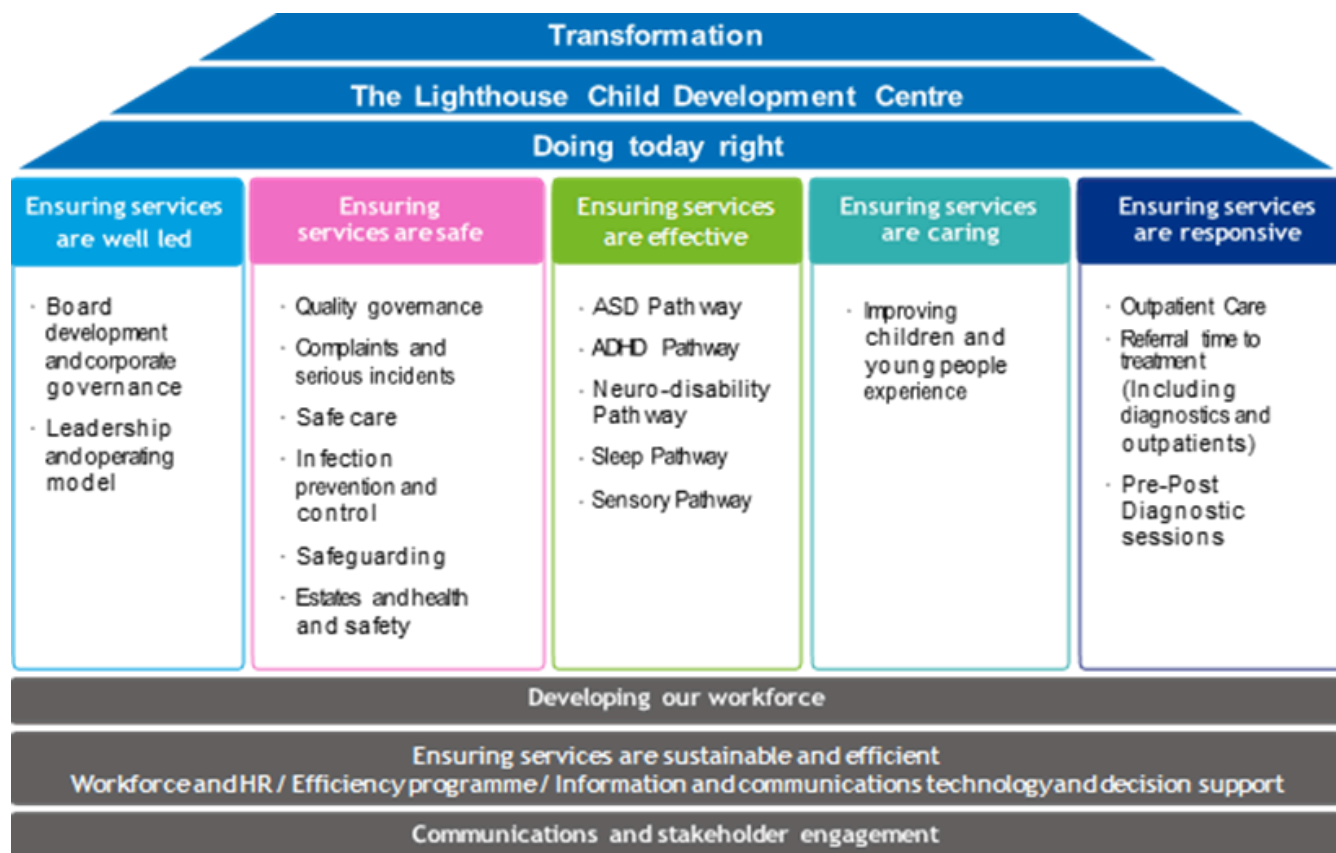 Transformation
The Lighthouse Child Development Centre
Doing today right
Ensuring services
are well led
· Board
development
and corporate
governance
· Leadership
and operating
model
Ensuring
services are safe
· Quality governance
· Complaints and
serious incidents
· Safe care
· Infection
prevention and
control
· Safeguarding
· Estates and health
and safety
Ensuring services
are effective
· ASD Pathway
· ADHD Pathway
· Neuro-disability
Pathway
· Sleep Pathway
· Sensory Pathway
Ensuring services
are caring
· Improving
children and
young people
experience
Ensuring services
are responsive
· Outpatient Care
· Referral time to
treatment
(Including
diagnostics and
outpatients)
· Pre-Post
Diagnostic
sessions
Developing our workforce
Ensuring services are sustainable and efficient
Workforce and HR / Efficiency programme / Information and communications technology and decision support
Communications and stakeholder engagement